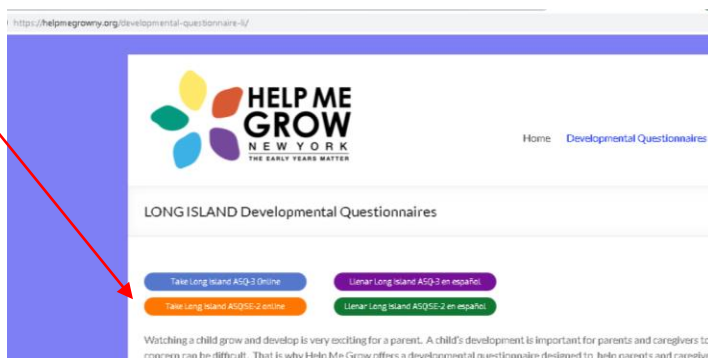 https://helpmegrowny.org/developmental-questionnaire-li/
HELP ME
GROW
NEW YORK
THE EARLY YEARS MATTER
Home Developmental Questionnaires
LONG ISLAND Developmental Questionnaires
Take Long Island ASQ-3 Online Llenar Long Island ASQ-3 en español
Take Long Island ASQ:SE-2 online Llenar Long Island ASQ:SE-2 en español
Watching a child grow and develop is very exciting for a parent. A child's development is important for parents and caregivers to
concern can be difficult. That is why Help Me Grow offers a developmental questionnaire designed to help parents and caregiv